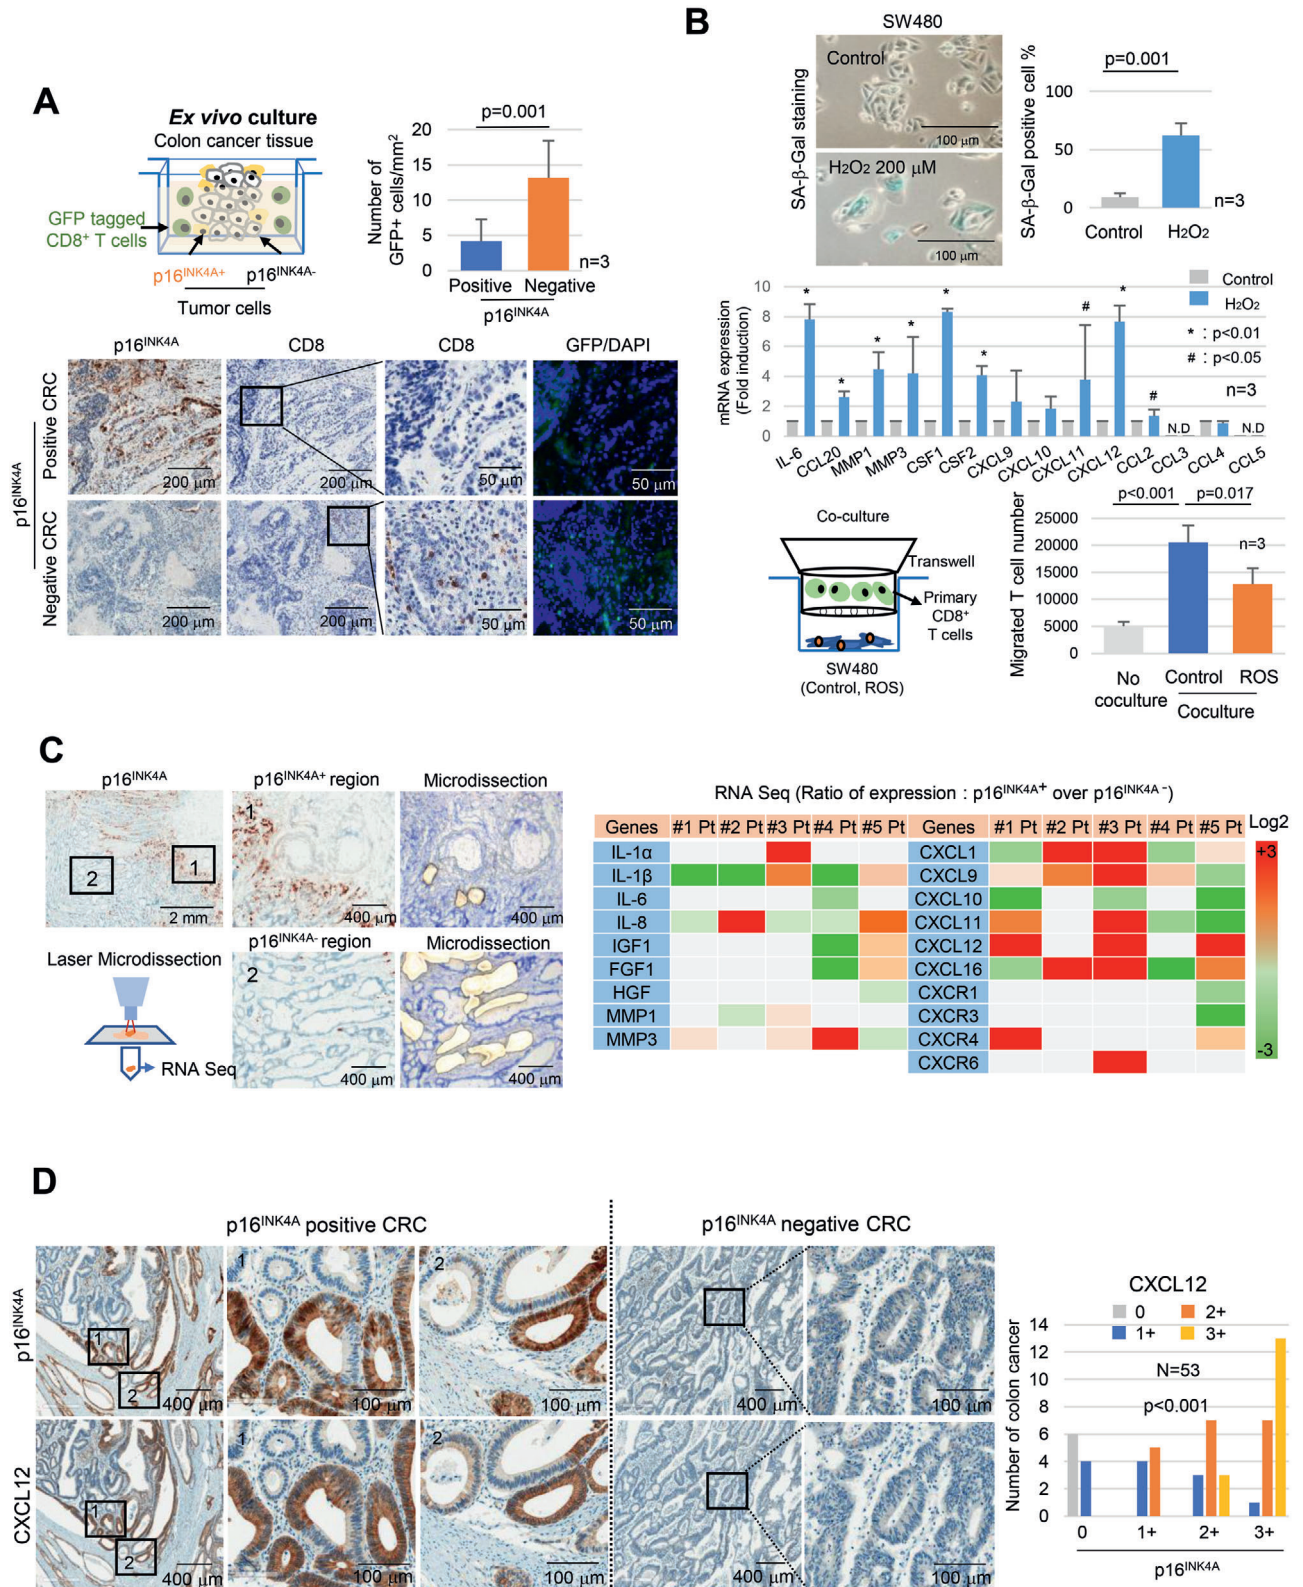 A
Ex vivo culture
Colon cancer tissue
GFP tagged
CD8+ T cells
p16INK4A+
p16INK4A-
Tumor cells
p=0.001
Number of
GFP+ cells/mm2
20
15
10
5
0
n=3
Positive
Negative
p16INK4A
p16INK4A
CD8
CD8
GFP/DAPI
p16INK4A
Positive CRC
200 μm
200 μm
50 μm
50 μm
Negative CRC
200 μm
200 μm
50 μm
50 μm
B
SW480
SA-β-Gal staining
Control
100 μm
H2O2 200 μM
100 μm
SA-β-Gal positive cell %
p=0.001
100
50
0
n=3
Control
H2O2
mRNA expression
(Fold induction)
10
8
6
4
2
0
Control
H2O2
* : p<0.01
# : p<0.05
n=3
* * * * * * # * #
N.D
N.D
IL-6
CCL20
MMP1
MMP3
CSF1
CSF2
CXCL9
CXCL10
CXCL11
CXCL12
CCL2
CCL3
CCL4
CCL5
Co-culture
Transwell
Primary
CD8+
T cells
SW480
(Control, ROS)
Migrated T cell number
p<0.001
p=0.017
25000
20000
15000
10000
5000
0
n=3
No
coculture
Control
ROS
Coculture
C
p16INK4A
p16INK4A+ region
Microdissection
1
2
2 mm
1
400 μm
400 μm
Laser Microdissection
RNA Seq
p16INK4A- region
Microdissection
2
400 μm
400 μm
RNA Seq (Ratio of expression : p16INK4A+ over p16INK4A-)
Genes #1 Pt #2 Pt #3 Pt #4 Pt #5 Pt Genes #1 Pt #2 Pt #3 Pt #4 Pt #5 Pt
Log2
IL-1α CXCL1
IL-1β CXCL9
IL-6 CXCL10
IL-8 CXCL11
IGF1 CXCL12
FGF1 CXCL16
HGF CXCR1
MMP1 CXCR3
MMP3 CXCR4
CXCR6
+3
-3
D
p16INK4A positive CRC
p16INK4A negative CRC
p16INK4A
1
2
400 μm
1
100 μm
2
100 μm
400 μm
100 μm
CXCL12
1
2
400 μm
1
100 μm
2
100 μm
400 μm
100 μm
CXCL12
0
2+
1+
3+
N=53
p<0.001
Number of colon cancer
14
12
10
8
6
4
2
0
0
1+
2+
3+
p16INK4A